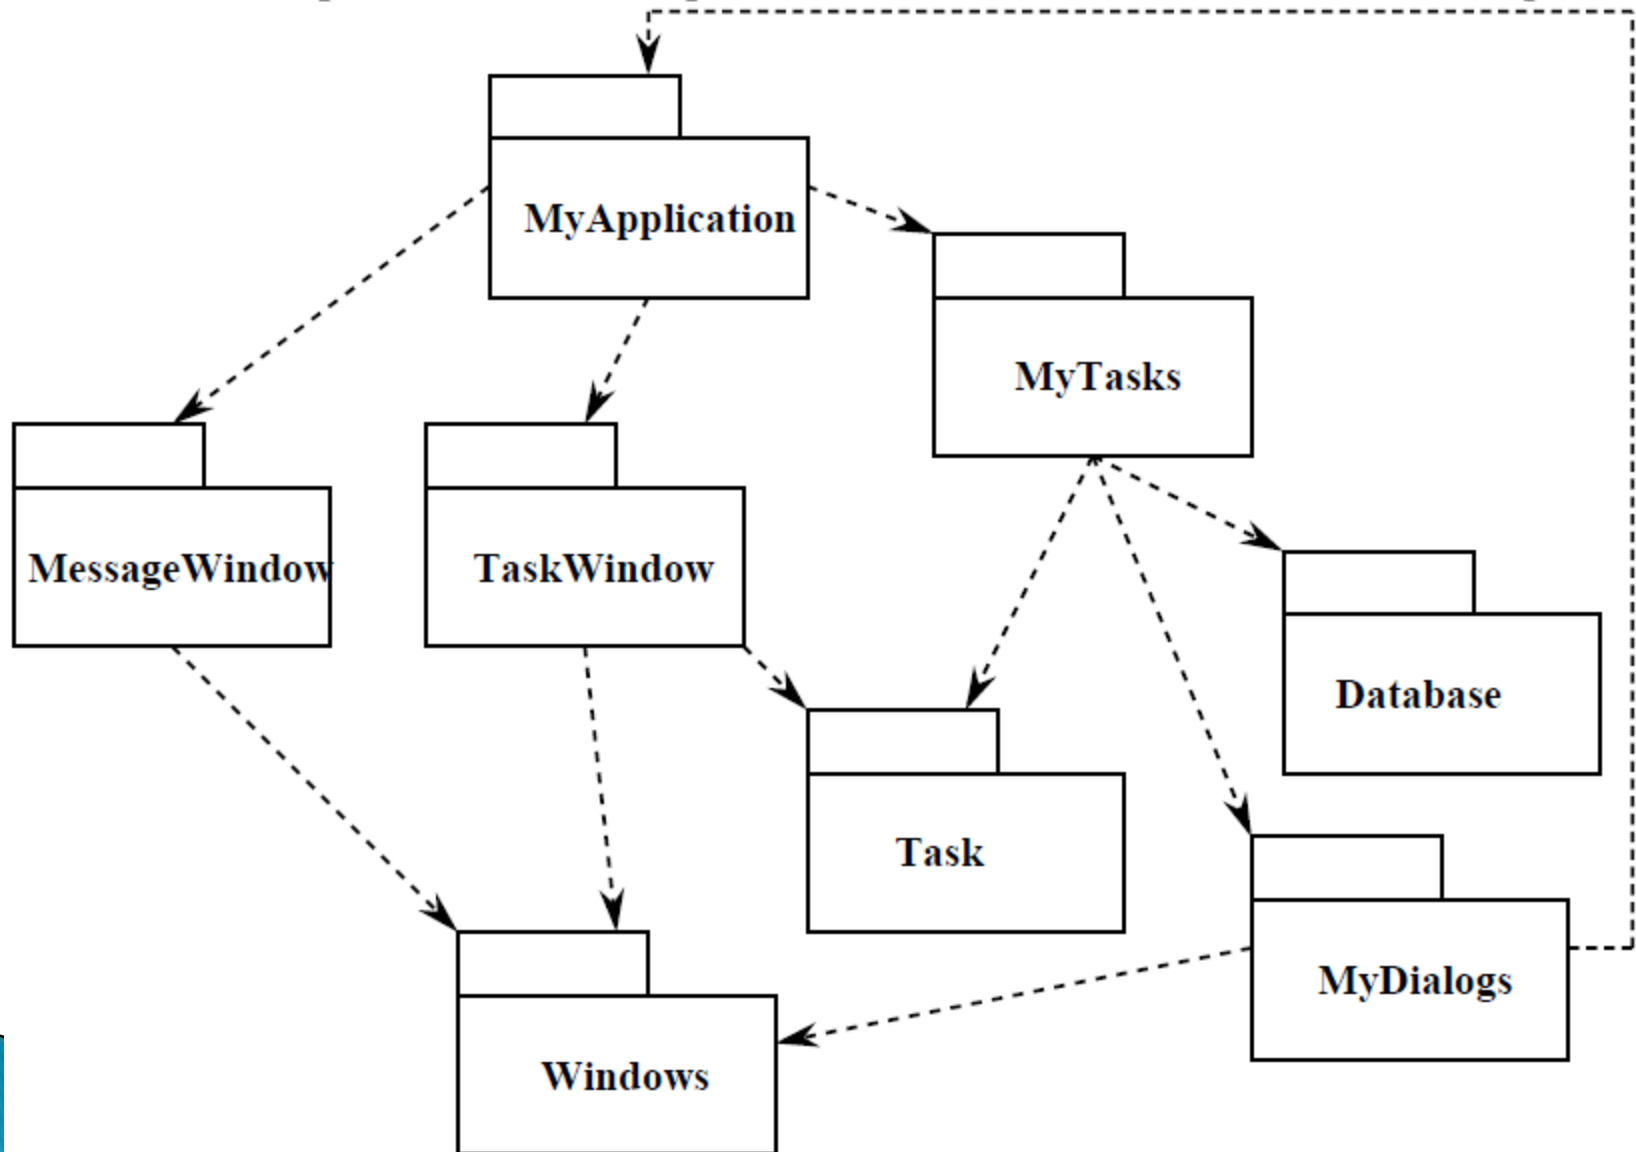 MyApplication
MyTasks
MessageWindow
TaskWindow
Database
Task
MyDialogs
Windows